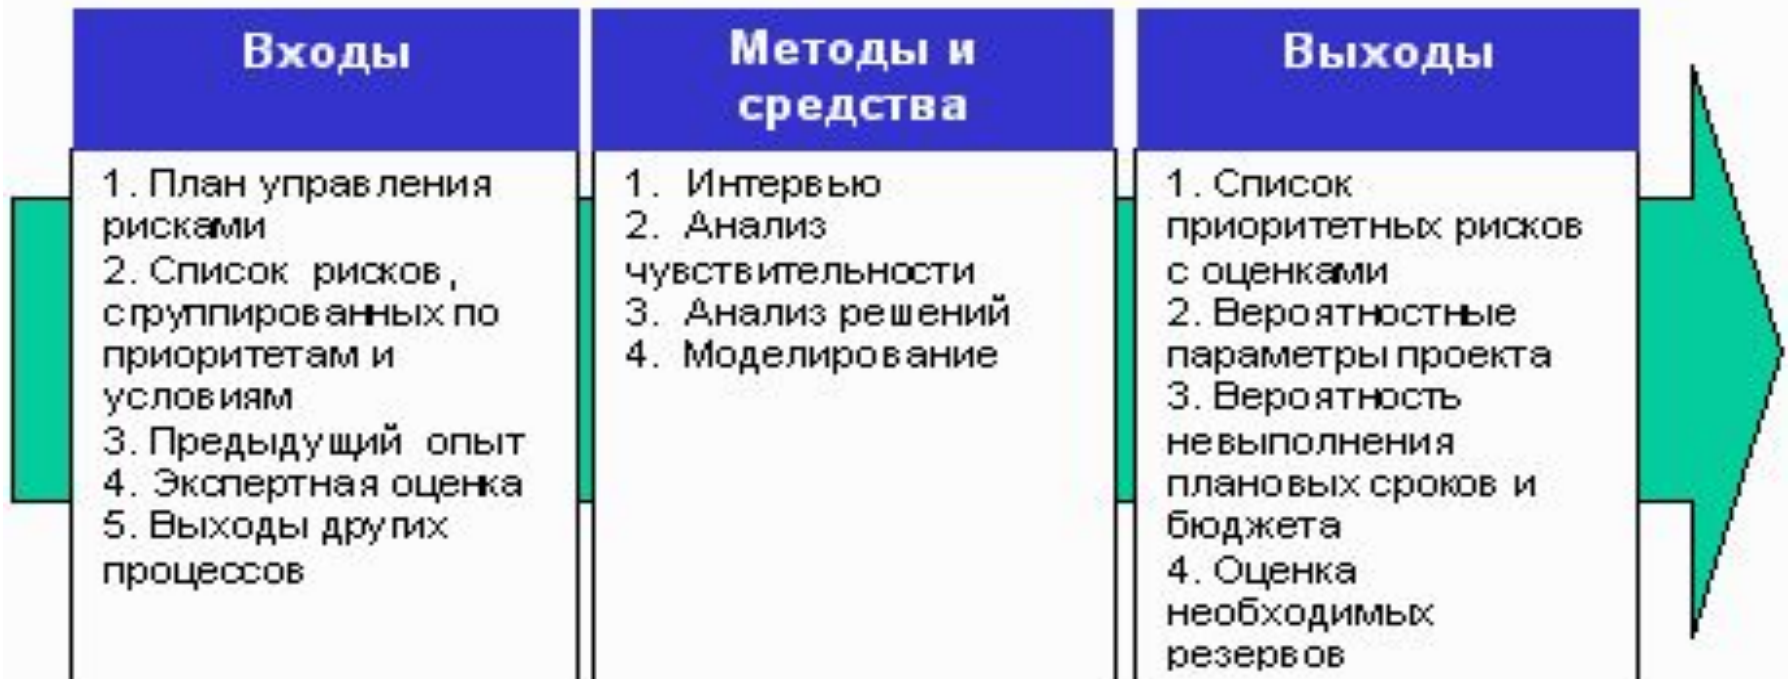 Входы
1. План управления
рисками
2. Список рисков,
сгруппированных по
приоритетам и
условиям
3. Предыдущий опыт
4. Экспертная оценка
5. Выходы других
процессов
Методы и
средства
1. Интервью
2. Анализ
чувствительности
3. Анализ решений
4. Моделирование
Выходы
1. Список
приоритетных рисков
с оценками
2. Вероятностные
параметры проекта
3. Вероятность
невыполнения
плановых сроков и
бюджета
4. Оценка
необходимых
резервов